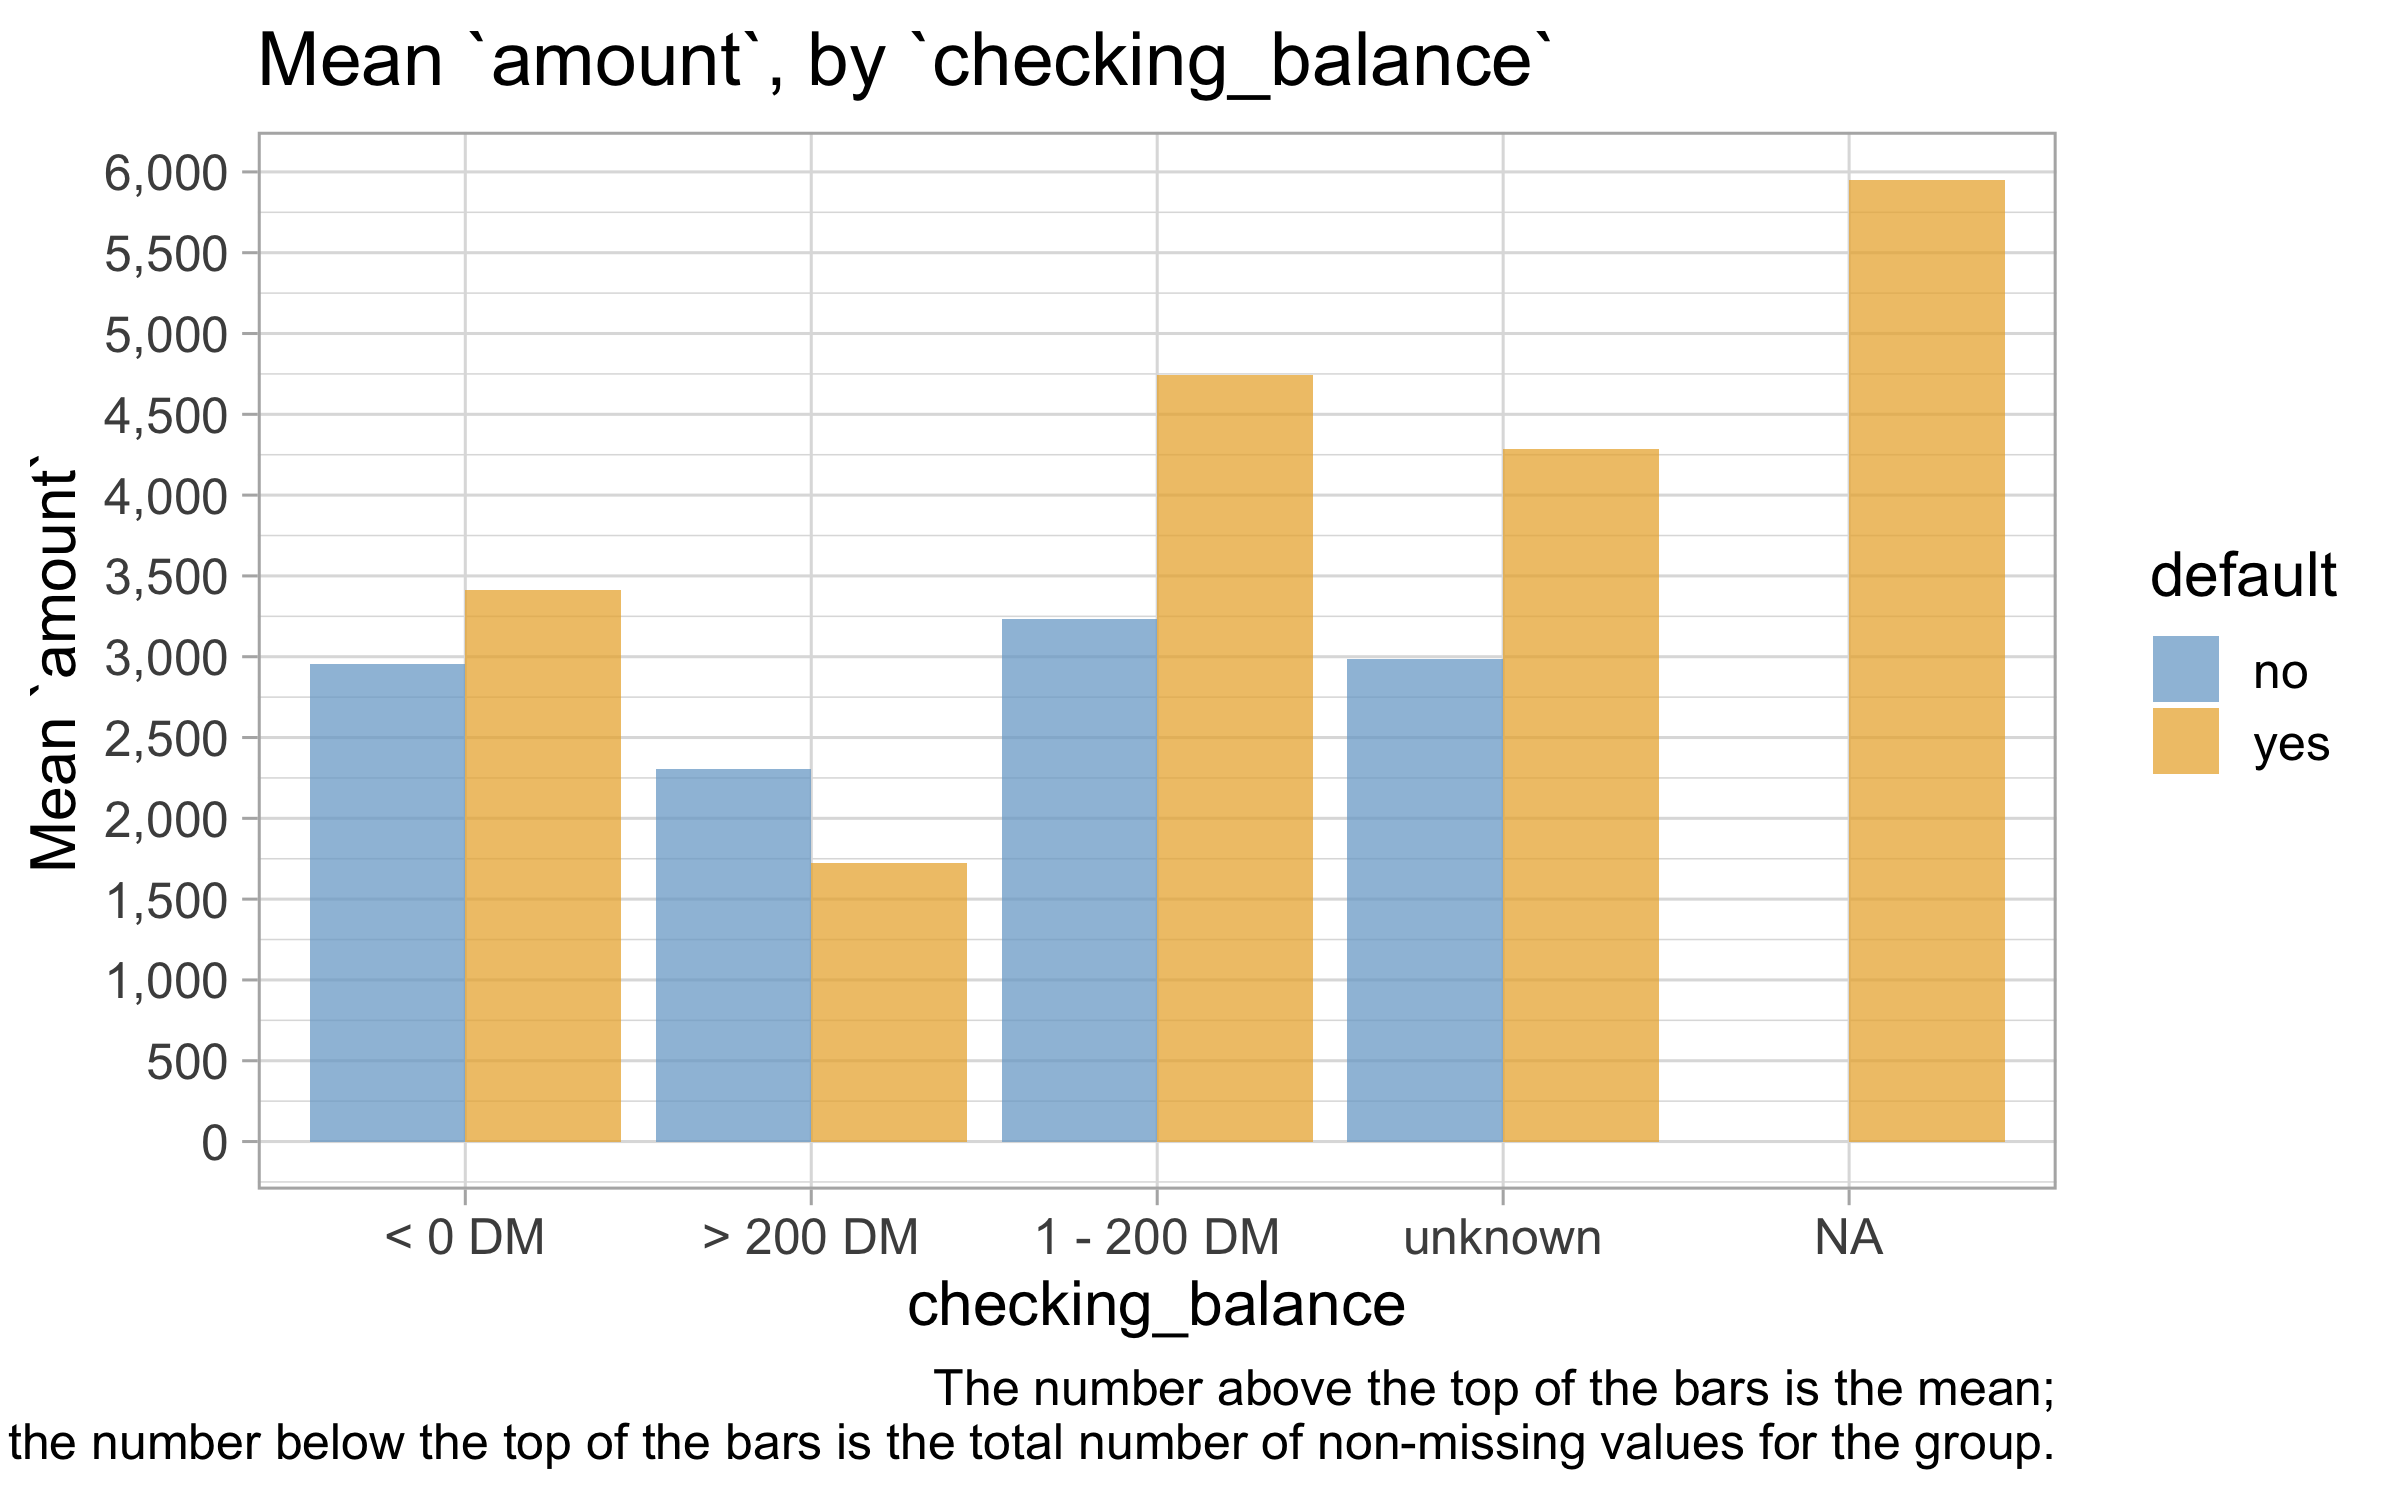 Mean `amount`, by `checking_balance`
Mean `amount`
6,000
5,500
5,000
4,500
4,000
3,500
3,000
2,500
2,000
1,500
1,000
500
0
< 0 DM
> 200 DM
1 - 200 DM
unknown
NA
checking_balance
default
no
yes
The number above the top of the bars is the mean;
the number below the top of the bars is the total number of non-missing values for the group.